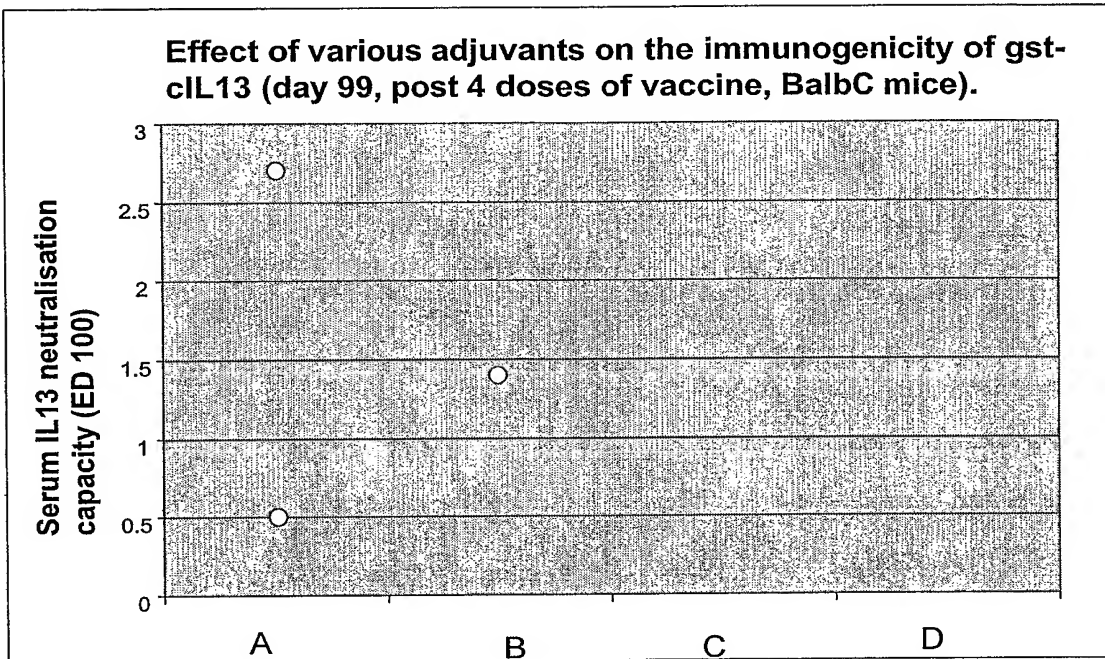 Effect of various adjuvants on the immunogenicity of gst-
cIL13 (day 99, post 4 doses of vaccine, BalbC mice).
3
2.5
2
1.5
1
0.5
0
Serum IL13 neutralisation
capacity (ED 100)
A B C D